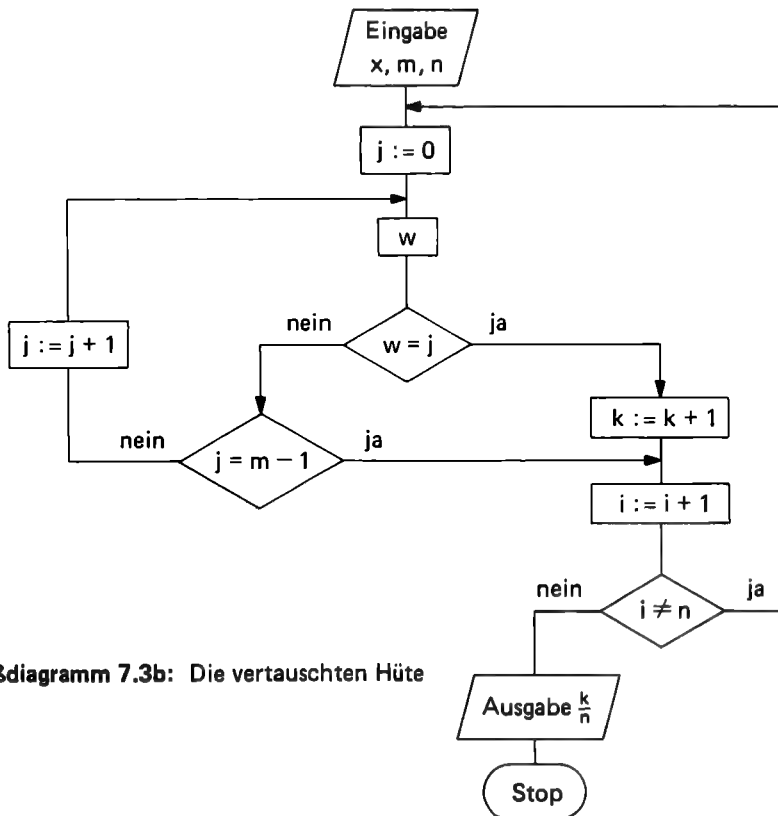 Eingabe
x, m, n
j := 0
w
nein
w = j
ja
j := j + 1
k := k + 1
nein
j = m − 1
ja
i := i + 1
nein
i ≠ n
ja
ßdiagramm 7.3b: Die vertauschten Hüte
Ausgabe k/n
Stop